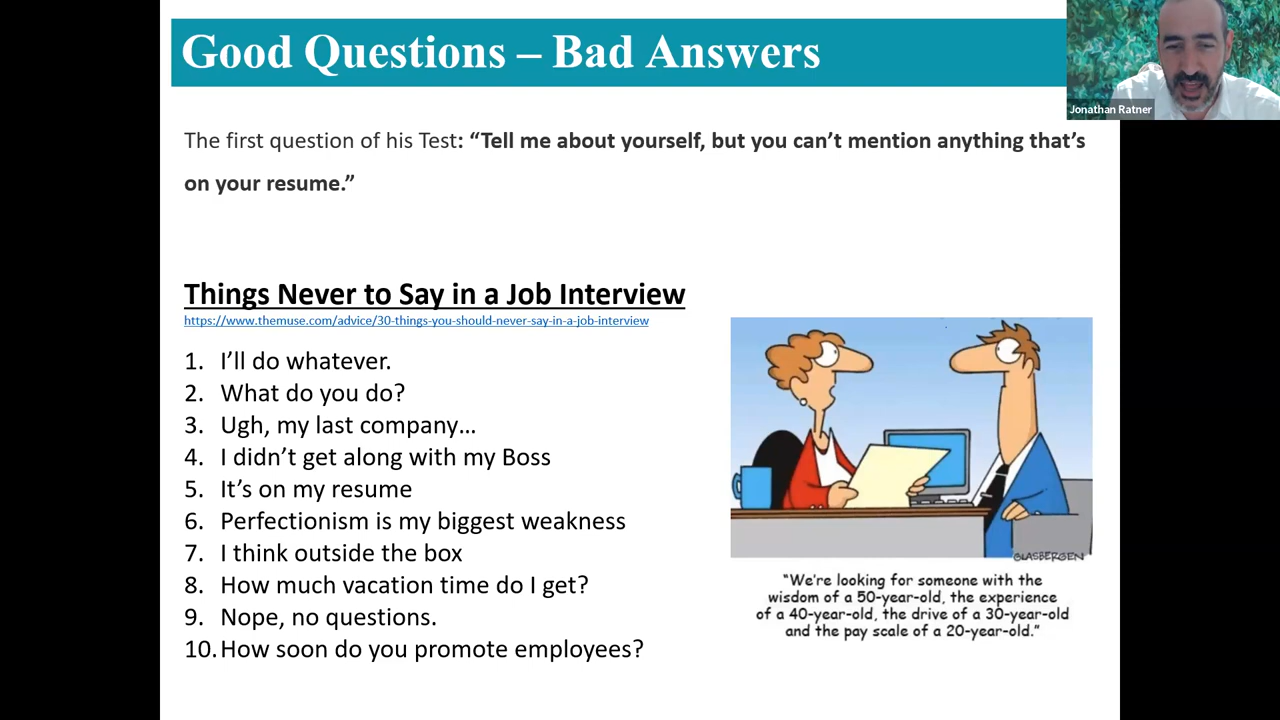 Good Questions – Bad Answers
Jonathan Ratner
The first question of his Test: “Tell me about yourself, but you can’t mention anything that’s
on your resume.”
Things Never to Say in a Job Interview
https://www.themuse.com/advice/30-things-you-should-never-say-in-a-job-interview
1. I’ll do whatever.
2. What do you do?
3. Ugh, my last company…
4. I didn’t get along with my Boss
5. It’s on my resume
6. Perfectionism is my biggest weakness
7. I think outside the box
8. How much vacation time do I get?
9. Nope, no questions.
10. How soon do you promote employees?
GLASBERGEN
“We’re looking for someone with the
wisdom of a 50-year-old, the experience
of a 40-year-old, the drive of a 30-year-old
and the pay scale of a 20-year-old.”